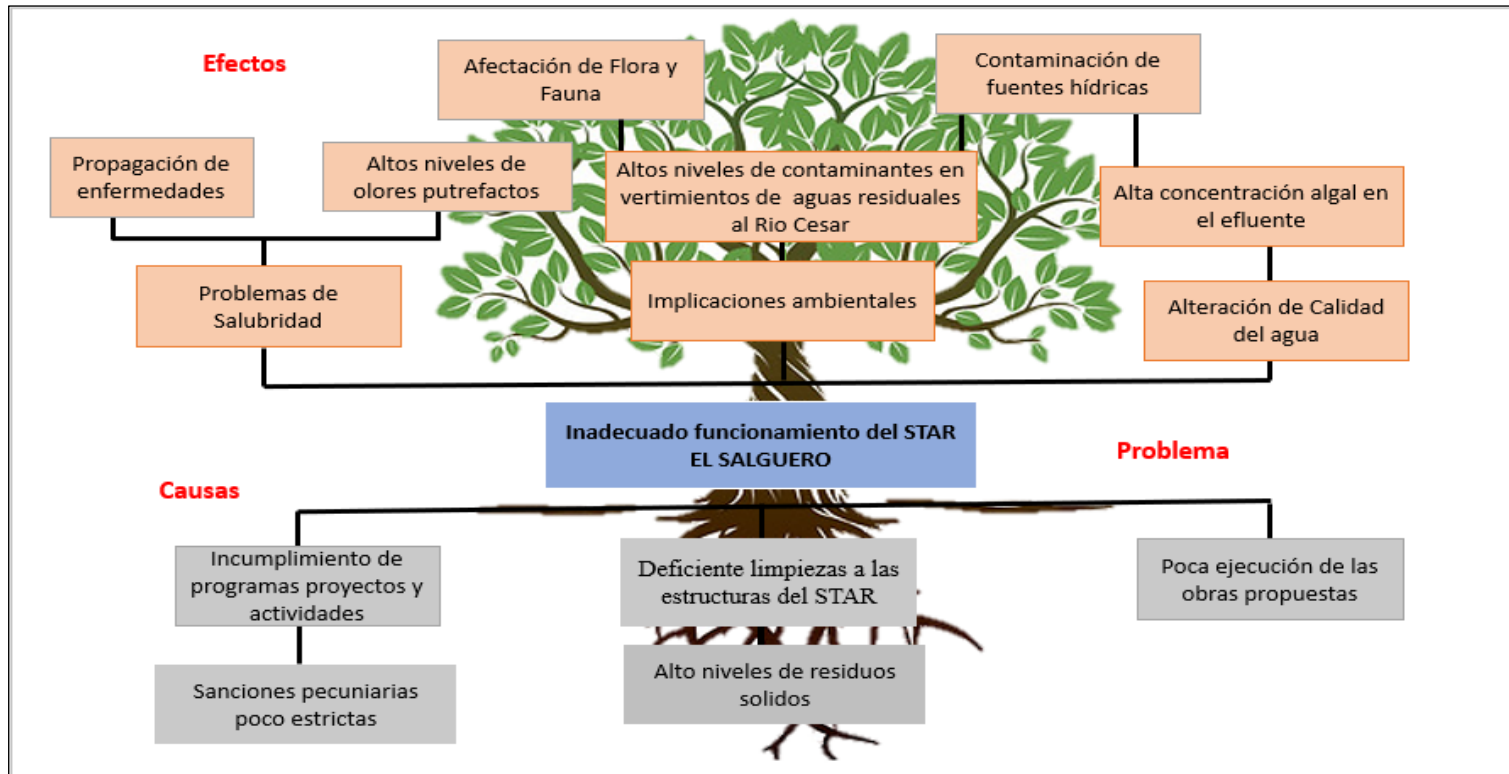 Efectos
Afectación de Flora y
Fauna
Contaminación de
fuentes hídricas
Propagación de
enfermedades
Altos niveles de
olores putrefactos
Altos niveles de contaminantes en
vertimientos de aguas residuales
al Rio Cesar
Alta concentración algal en
el efluente
Problemas de
Salubridad
Implicaciones ambientales
Alteración de Calidad
del agua
Inadecuado funcionamiento del STAR
EL SALGUERO
Problema
Causas
Incumplimiento de
programas proyectos y
actividades
Deficiente limpiezas a las
estructuras del STAR
Poca ejecución de las
obras propuestas
Sanciones pecuniarias
poco estrictas
Alto niveles de residuos
solidos